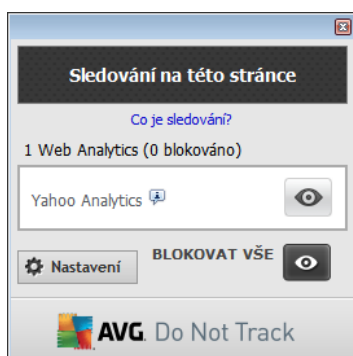 Sledování na této stránce
Co je sledování?
1 Web Analytics (0 blokováno)
Yahoo Analytics
BLOKOVAT VŠE
Nastavení
AVG. Do Not Track